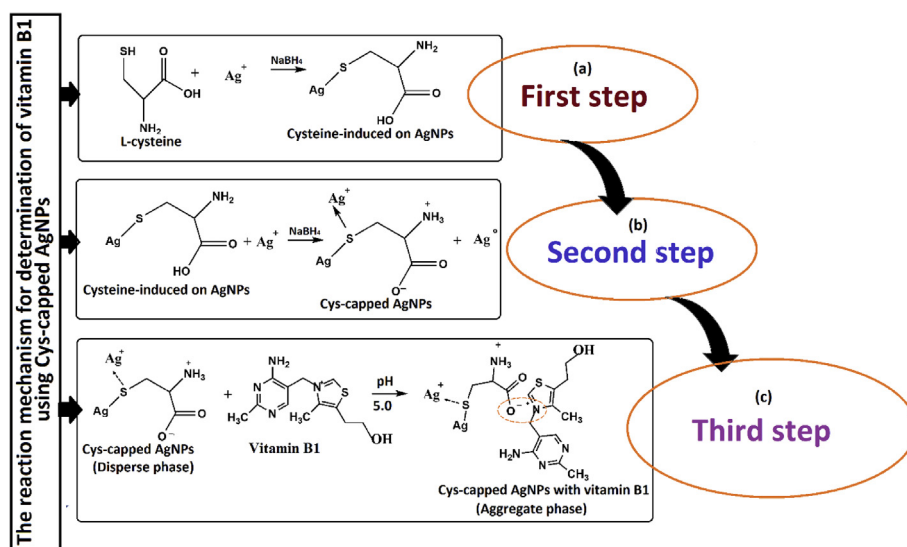 The reaction mechanism for determination of vitamin B1
using Cys-capped AgNPs
SH
O
OH
NH₂
L-cysteine
+
Ag⁺
NaBH₄
NH₂
S
Ag
O
HO
Cysteine-induced on AgNPs
(a)
First step
NH₂
S
Ag
O
HO
Cysteine-induced on AgNPs
+ Ag⁺
NaBH₄
Ag⁺
+
NH₃
S
Ag
O
O⁻
Cys-capped AgNPs
+ Ag°
(b)
Second step
Ag⁺
+
NH₃
S
Ag
O
O⁻
Cys-capped AgNPs
(Disperse phase)
+
NH₂
N
N
H₃C
N⁺
S
H₃C
OH
Vitamin B1
pH
5.0
Ag⁺
+
NH₃
S
Ag
O
O⁻
OH
S
N
CH₃
H₂N
N
N
CH₃
Cys-capped AgNPs with vitamin B1
(Aggregate phase)
(c)
Third step